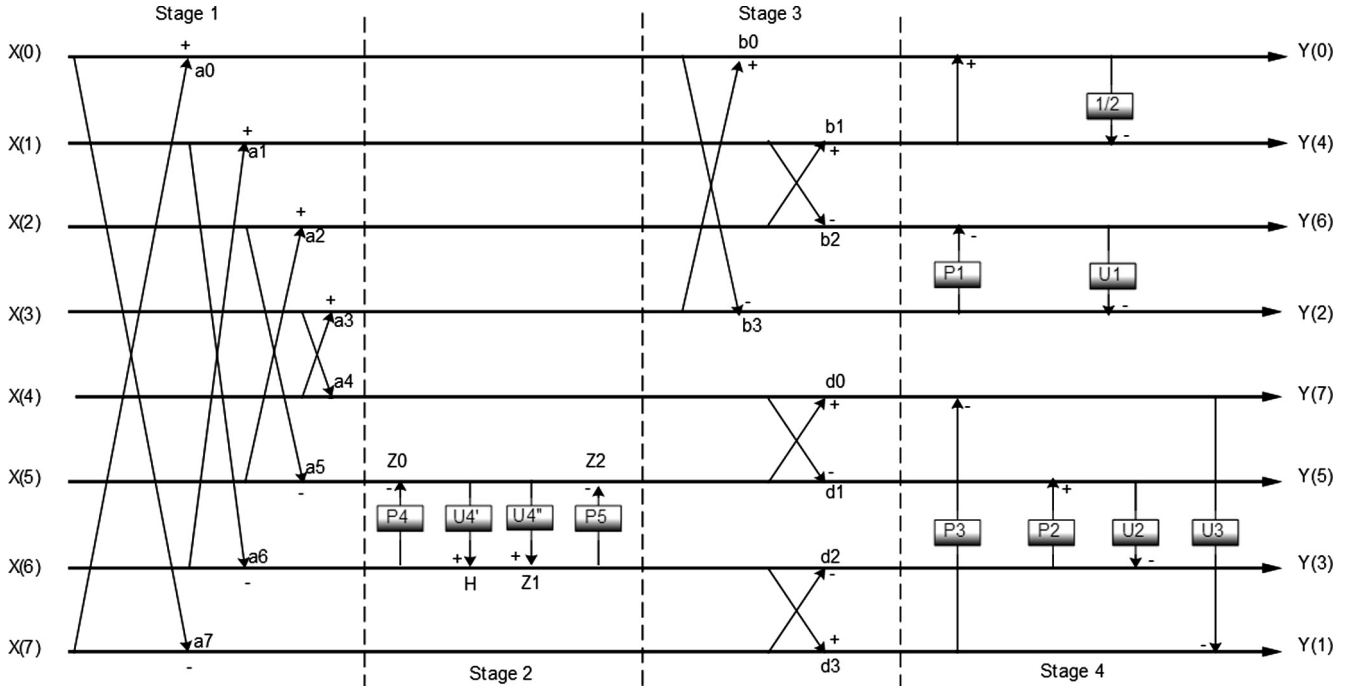 Stage 1
Stage 3
X(0)
+
a0
b0
+
+
Y(0)
1/2
X(1)
+
a1
b1
+
-
Y(4)
X(2)
+
a2
-
b2
-
Y(6)
P1
U1
X(3)
+
a3
-
b3
-
Y(2)
X(4)
a4
-
d0
+
-
Y(7)
X(5)
a5
-
Z0
-
Z2
-
-
d1
+
Y(5)
P4
U4'
U4"
P5
P3
P2
U2
U3
X(6)
a6
-
+
H
+
Z1
d2
-
-
Y(3)
X(7)
a7
-
+
d3
-
Y(1)
Stage 2
Stage 4